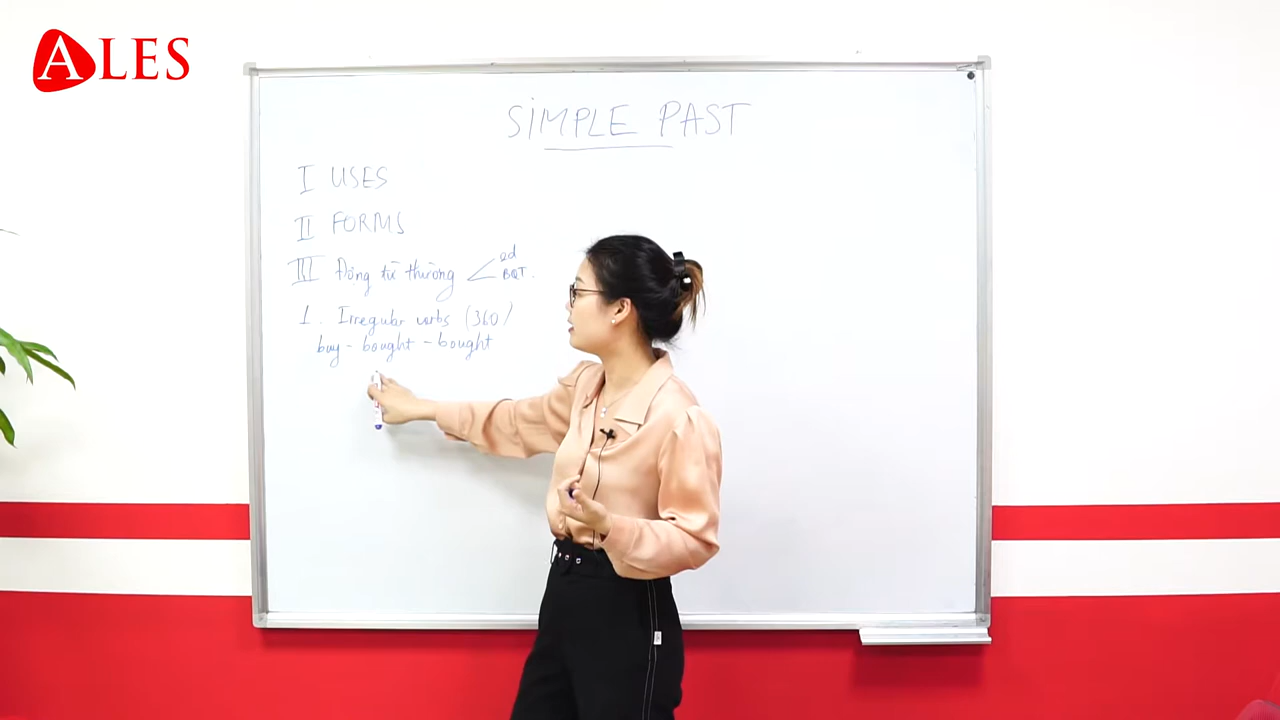 ALES
SIMPLE PAST
I USES
II FORMS
III Động từ thường < ed
BQT.
1. Irregular verbs (360)
buy - bought - bought